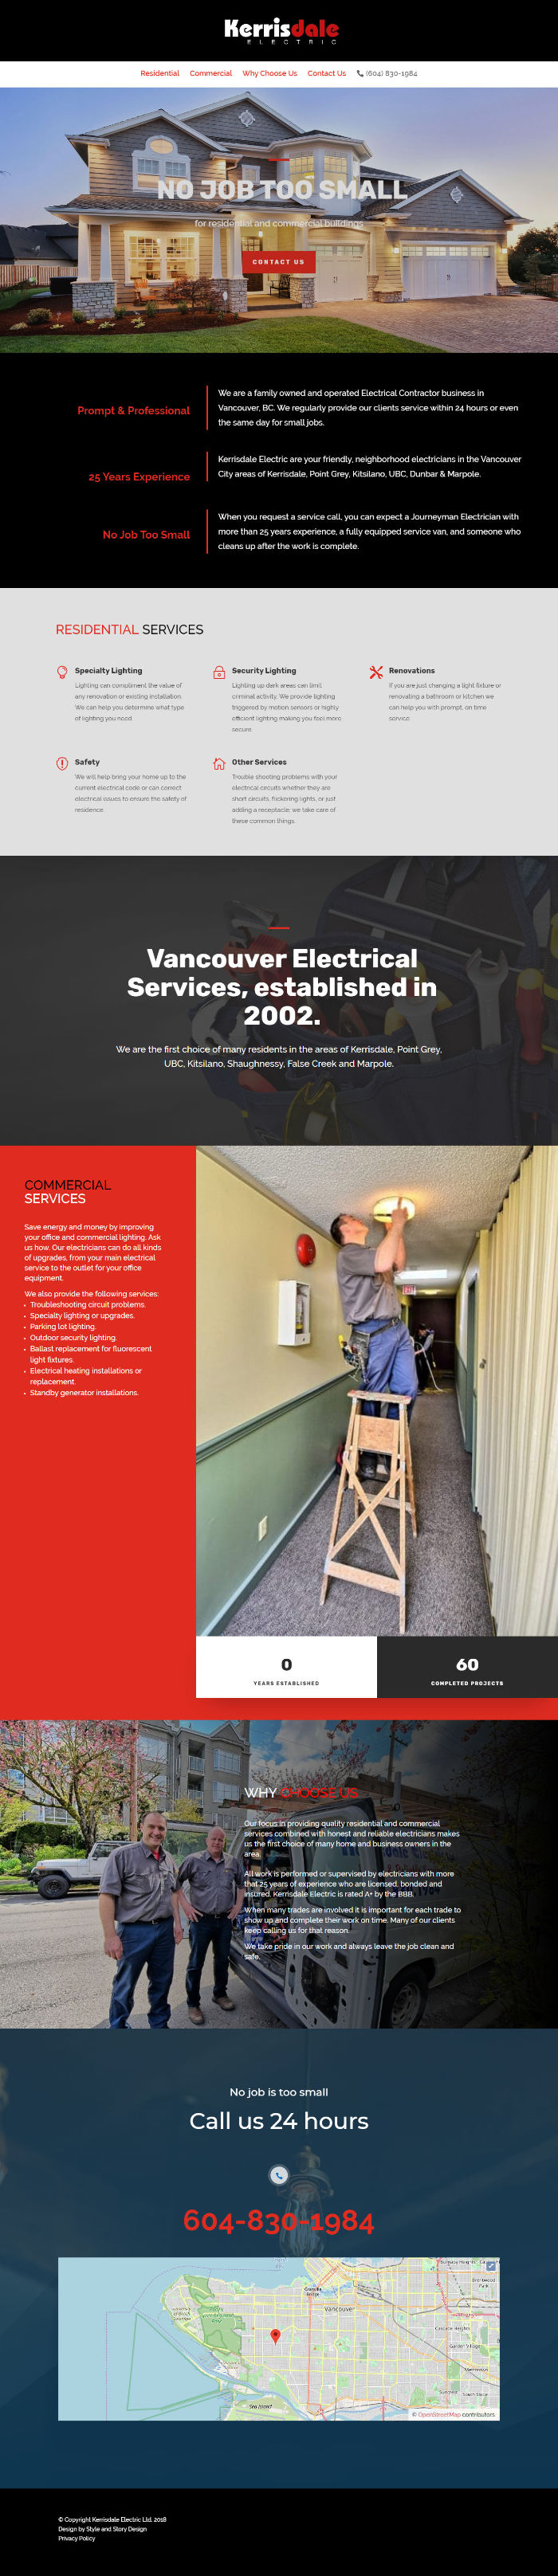 Kerrisdale
ELECTRIC
Residential Commercial Why Choose Us Contact Us (604) 830-1984
NO JOB TOO SMALL
for residential and commercial buildings
CONTACT US
Prompt & Professional
We are a family owned and operated Electrical Contractor business in
Vancouver, BC. We regularly provide our clients service within 24 hours or even
the same day for small jobs.
25 Years Experience
Kerrisdale Electric are your friendly, neighborhood electricians in the Vancouver
City areas of Kerrisdale, Point Grey, Kitsilano, UBC, Dunbar & Marpole.
No Job Too Small
When you request a service call, you can expect a Journeyman Electrician with
more than 25 years experience, a fully equipped service van, and someone who
cleans up after the work is complete.
RESIDENTIAL SERVICES
Specialty Lighting
Lighting can compliment the value of
any renovation or existing installation.
We can help you determine what type
of lighting you need
Security Lighting
Lighting up dark areas can limit
criminal activity. We provide lighting
triggered by motion sensors or highly
efficient lighting making you feel more
secure.
Renovations
If you are just changing a light fixture or
renovating a bathroom or kitchen we
can help you with prompt, on time
service.
Safety
We will help bring your home up to the
current electrical code or can correct
electrical issues to ensure the safety of
residence.
Other Services
Trouble shooting problems with your
electrical circuits whether they are
short circuits, flickering lights, or just
adding a receptacle, we take care of
these common things.
Vancouver Electrical
Services, established in
2002.
We are the first choice of many residents in the areas of Kerrisdale, Point Grey,
UBC, Kitsilano, Shaughnessy, False Creek and Marpole.
COMMERCIAL
SERVICES
Save energy and money by improving
your office and commercial lighting. Ask
us how. Our electricians can do all kinds
of upgrades, from your main electrical
service to the outlet for your office
equipment.
We also provide the following services:
• Troubleshooting circuit problems.
• Specialty lighting or upgrades.
• Parking lot lighting.
• Outdoor security lighting.
• Ballast replacement for fluorescent
light fixtures.
• Electrical heating installations or
replacement.
• Standby generator installations.
0
YEARS ESTABLISHED
60
COMPLETED PROJECTS
WHY CHOOSE US
Our focus in providing quality residential and commercial
services combined with honest and reliable electricians makes
us the first choice of many home and business owners in the
area.
All work is performed or supervised by electricians with more
that 25 years of experience who are licensed, bonded and
insured. Kerrisdale Electric is rated A+ by the BBB.
When many trades are involved it is important for each trade to
show up and complete their work on time. Many of our clients
keep calling us for that reason.
We take pride in our work and always leave the job clean and
safe.
No job is too small
Call us 24 hours
604-830-1984
Vancouver
Granville
Bridge
Cascade Heights
Garden Village
Sea Island
© OpenStreetMap contributors
© Copyright Kerrisdale Electric Ltd. 2018
Design by Style and Story Design
Privacy Policy